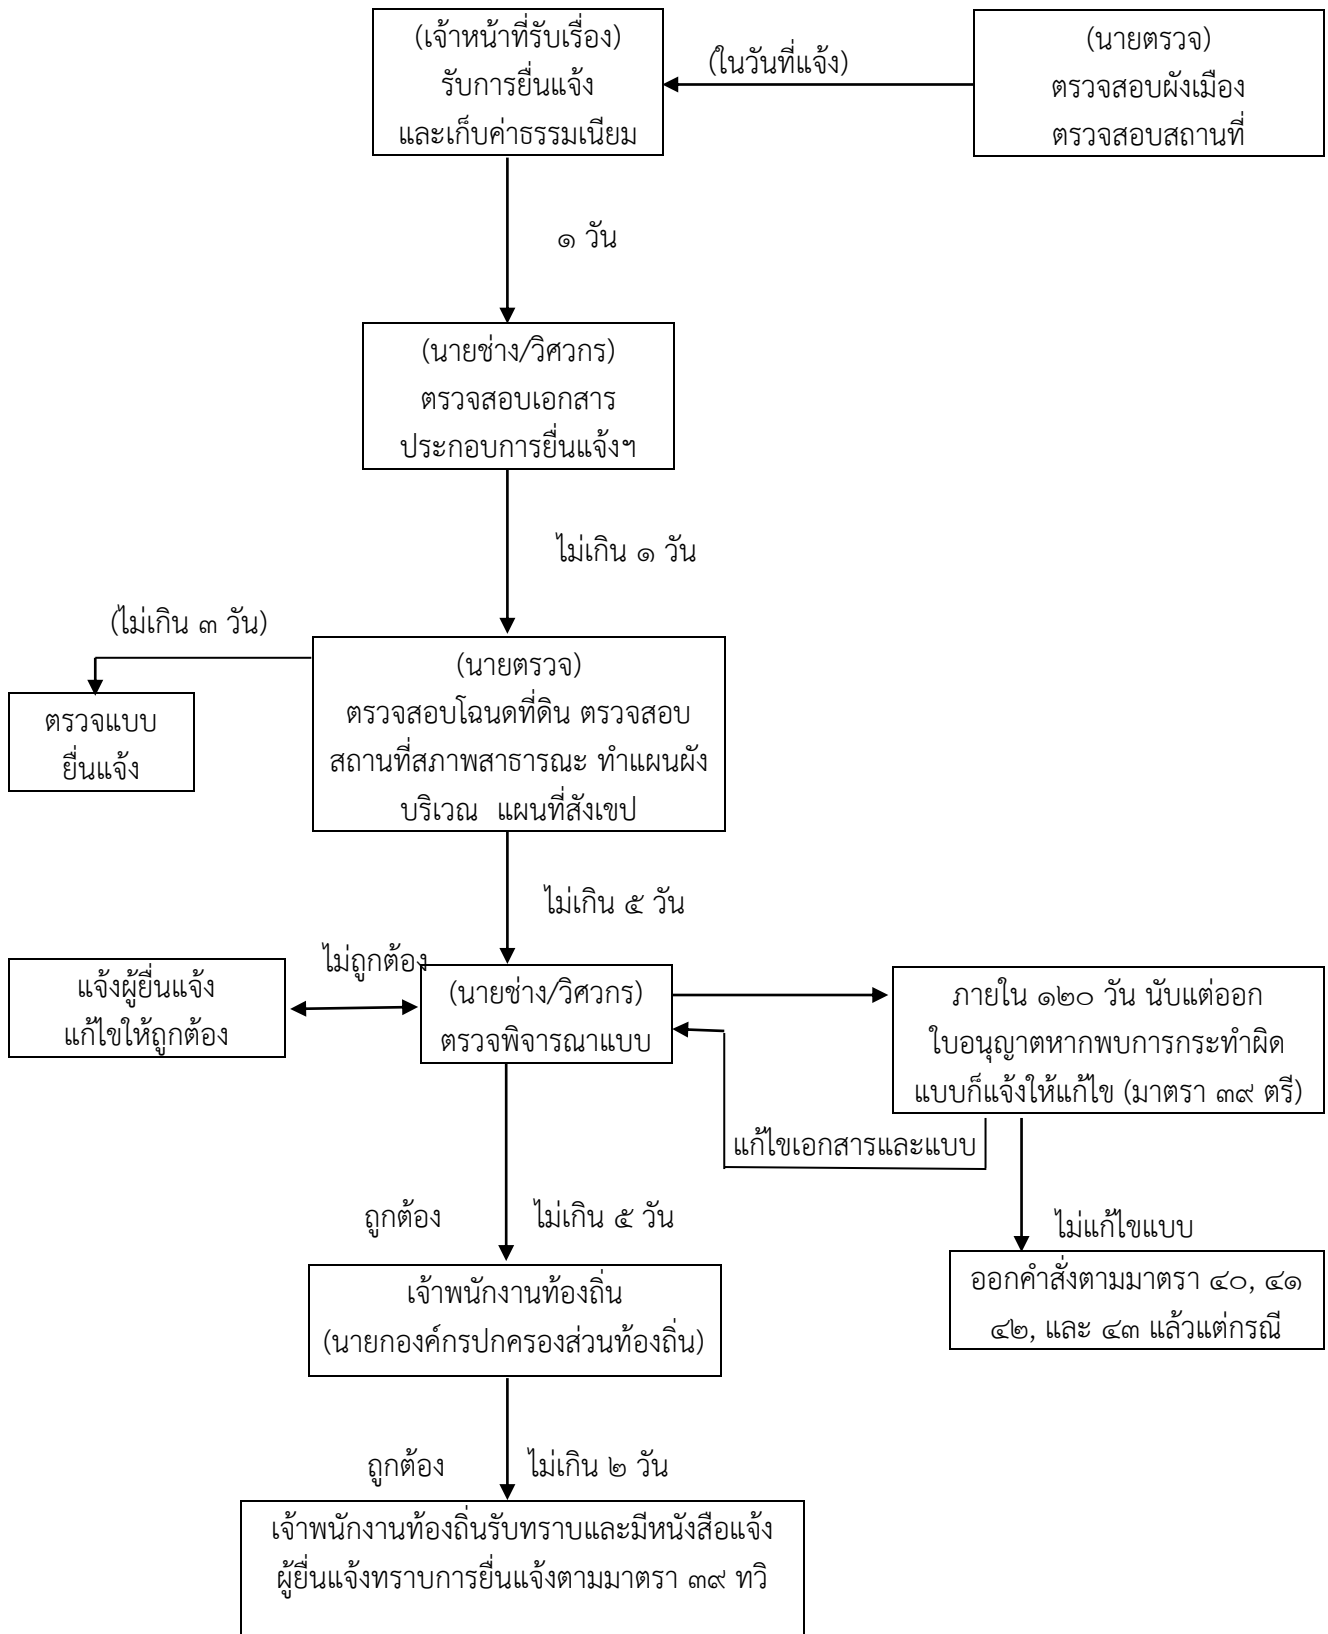 (เจ้าหน้าที่รับเรื่อง)
รับการยื่นแจ้ง
และเก็บค่าธรรมเนียม
(ในวันที่แจ้ง)
(นายตรวจ)
ตรวจสอบผังเมือง
ตรวจสอบสถานที่
๑ วัน
(นายช่าง/วิศวกร)
ตรวจสอบเอกสาร
ประกอบการยื่นแจ้งฯ
ไม่เกิน ๑ วัน
(ไม่เกิน ๓ วัน)
ตรวจแบบ
ยื่นแจ้ง
(นายตรวจ)
ตรวจสอบโฉนดที่ดิน ตรวจสอบ
สถานที่สภาพสาธารณะ ทำแผนผัง
บริเวณ แผนที่สังเขป
ไม่เกิน ๕ วัน
แจ้งผู้ยื่นแจ้ง
แก้ไขให้ถูกต้อง
ไม่ถูกต้อง
(นายช่าง/วิศวกร)
ตรวจพิจารณาแบบ
ภายใน ๑๒๐ วัน นับแต่ออก
ใบอนุญาตหากพบการกระทำผิด
แบบก็แจ้งให้แก้ไข (มาตรา ๓๙ ตรี)
แก้ไขเอกสารและแบบ
ถูกต้อง
ไม่เกิน ๕ วัน
ไม่แก้ไขแบบ
เจ้าพนักงานท้องถิ่น
(นายกองค์กรปกครองส่วนท้องถิ่น)
ออกคำสั่งตามมาตรา ๔๐, ๔๑
๔๒, และ ๔๓ แล้วแต่กรณี
ถูกต้อง
ไม่เกิน ๒ วัน
เจ้าพนักงานท้องถิ่นรับทราบและมีหนังสือแจ้ง
ผู้ยื่นแจ้งทราบการยื่นแจ้งตามมาตรา ๓๙ ทวิ